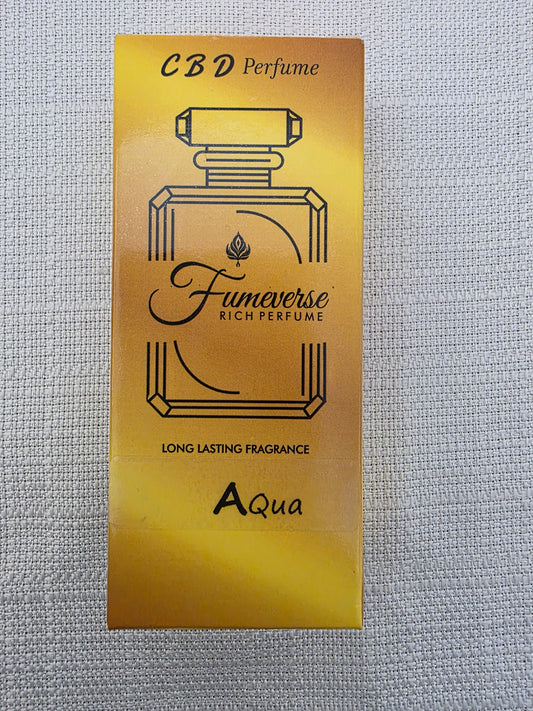 CBD Perfume
Fumeverse
RICH PERFUME
LONG LASTING FRAGRANCE
AQua